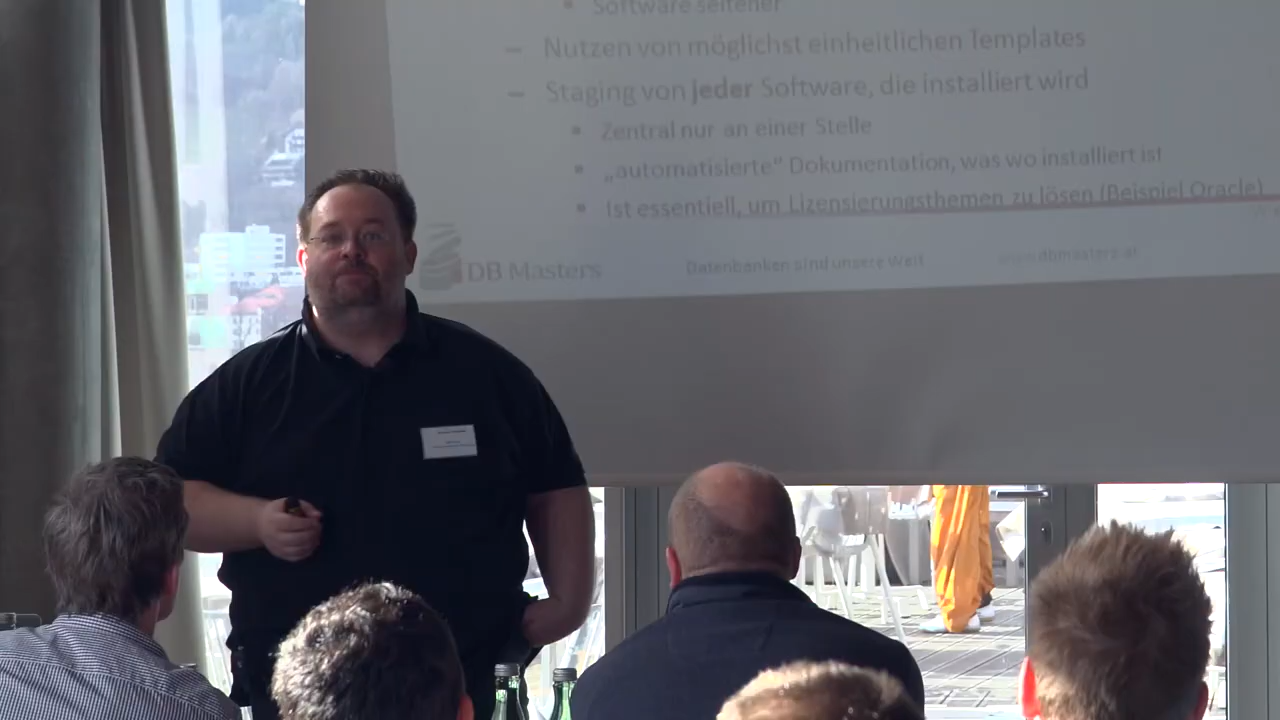 Software seltener
– Nutzen von möglichst einheitlichen Templates
– Staging von jeder Software, die installiert wird
▪ Zentral nur an einer Stelle
▪ „automatisierte“ Dokumentation, was wo installiert ist
▪ Ist essentiell, um Lizensierungsthemen zu lösen (Beispiel Oracle)
DB Masters
Datenbanken sind unsere Welt
www.dbmasters.at